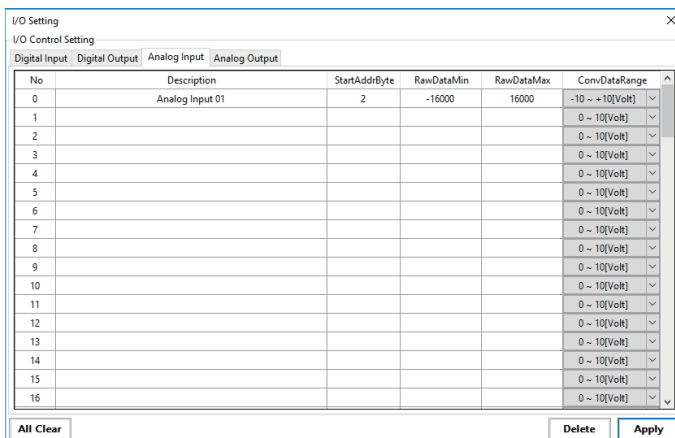 I/O Setting
I/O Control Setting
Digital Input Digital Output Analog Input Analog Output
No Description StartAddrByte RawDataMin RawDataMax ConvDataRange
0 Analog Input 01 2 -16000 16000 -10 ~ +10[Volt]
1 0 ~ 10[Volt]
2 0 ~ 10[Volt]
3 0 ~ 10[Volt]
4 0 ~ 10[Volt]
5 0 ~ 10[Volt]
6 0 ~ 10[Volt]
7 0 ~ 10[Volt]
8 0 ~ 10[Volt]
9 0 ~ 10[Volt]
10 0 ~ 10[Volt]
11 0 ~ 10[Volt]
12 0 ~ 10[Volt]
13 0 ~ 10[Volt]
14 0 ~ 10[Volt]
15 0 ~ 10[Volt]
16 0 ~ 10[Volt]
All Clear Delete Apply